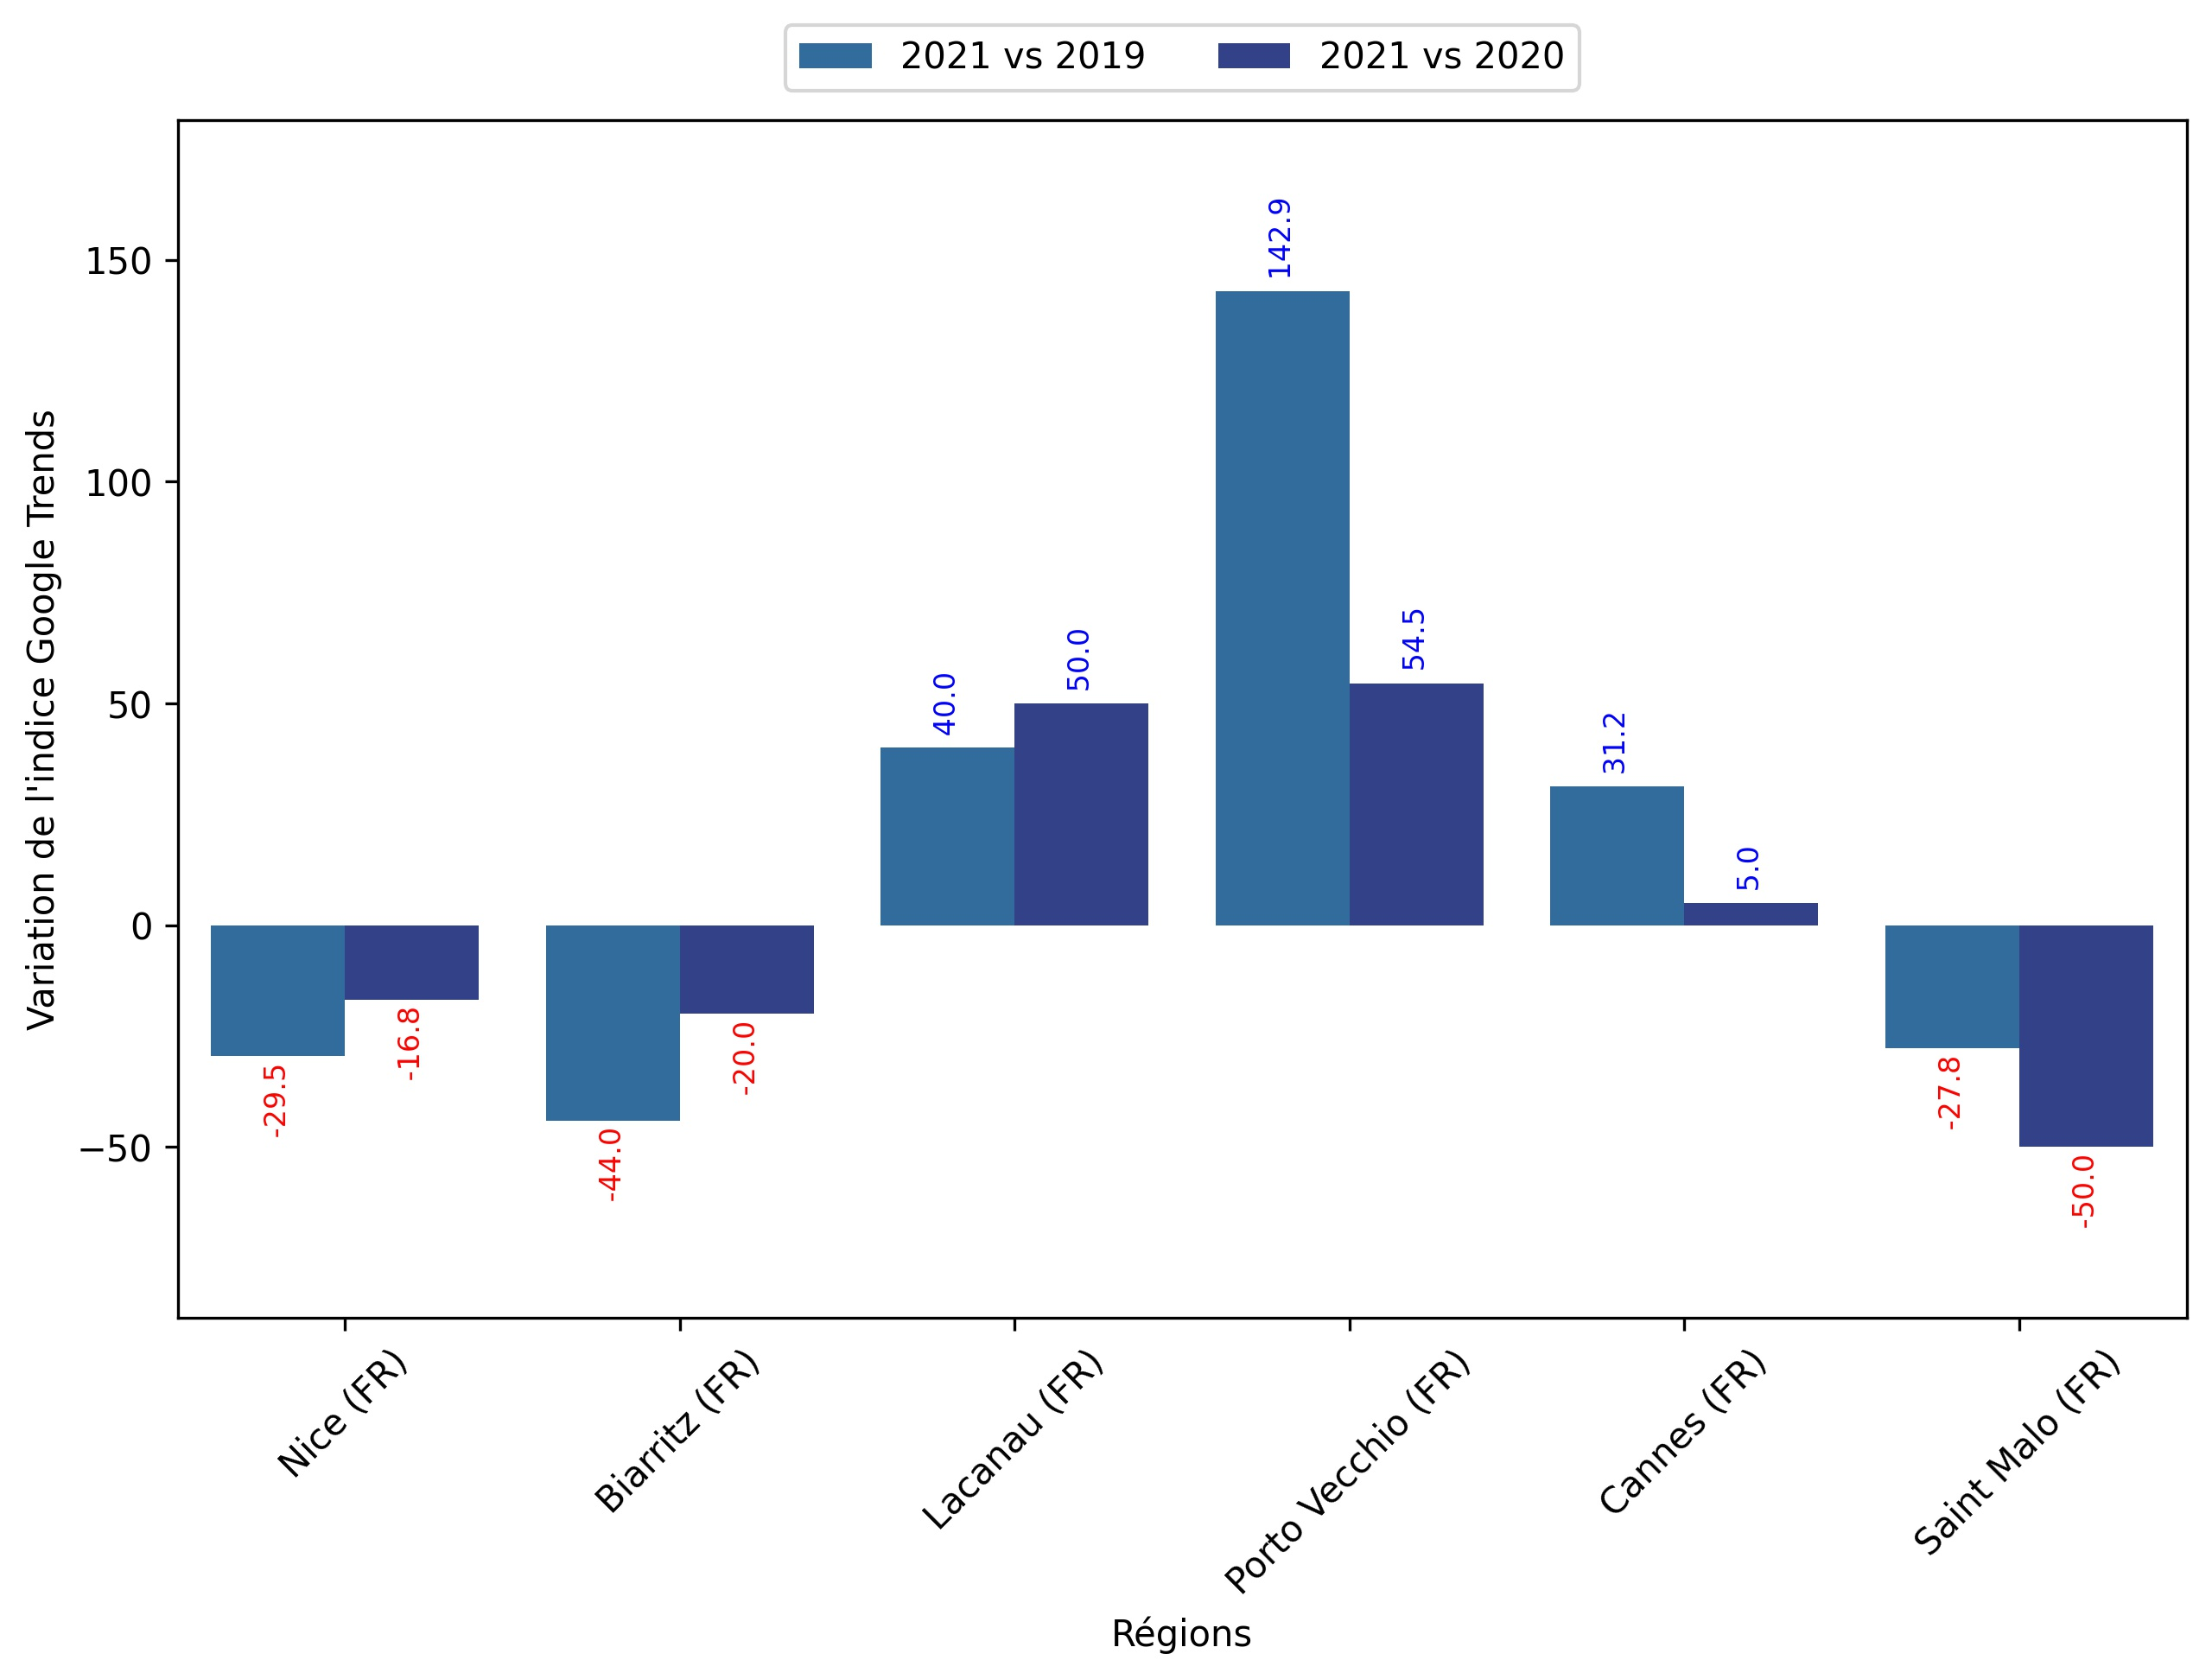 2021 vs 2019
2021 vs 2020
Variation de l'indice Google Trends
150
100
50
0
−50
-29.5
-16.8
-44.0
-20.0
40.0
50.0
142.9
54.5
31.2
5.0
-27.8
-50.0
Nice (FR)
Biarritz (FR)
Lacanau (FR)
Porto Vecchio (FR)
Cannes (FR)
Saint Malo (FR)
Régions